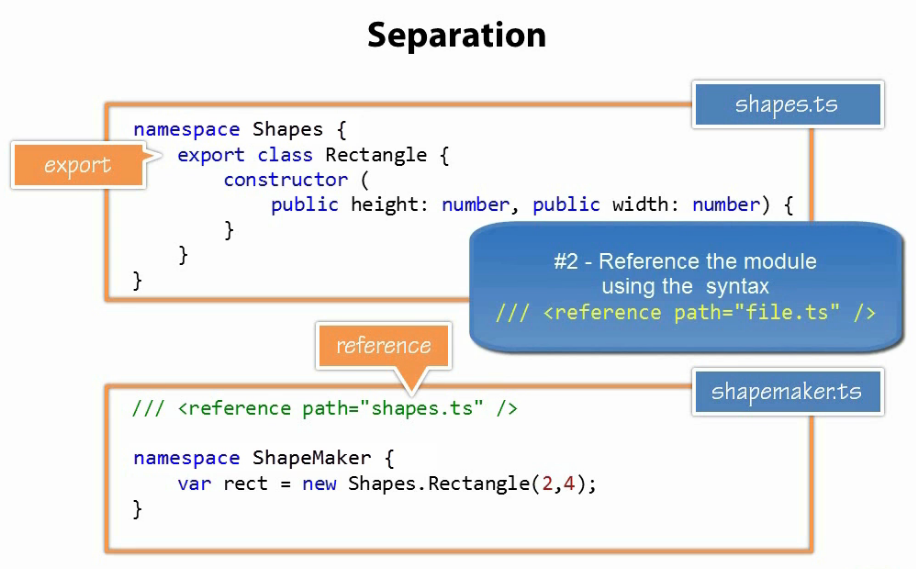 Separation
shapes.ts
namespace Shapes {
export
export class Rectangle {
constructor (
public height: number, public width: number) {
}
}
}
#2 - Reference the module
using the syntax
/// <reference path="file.ts" />
reference
shapemaker.ts
/// <reference path="shapes.ts" />
namespace ShapeMaker {
var rect = new Shapes.Rectangle(2,4);
}